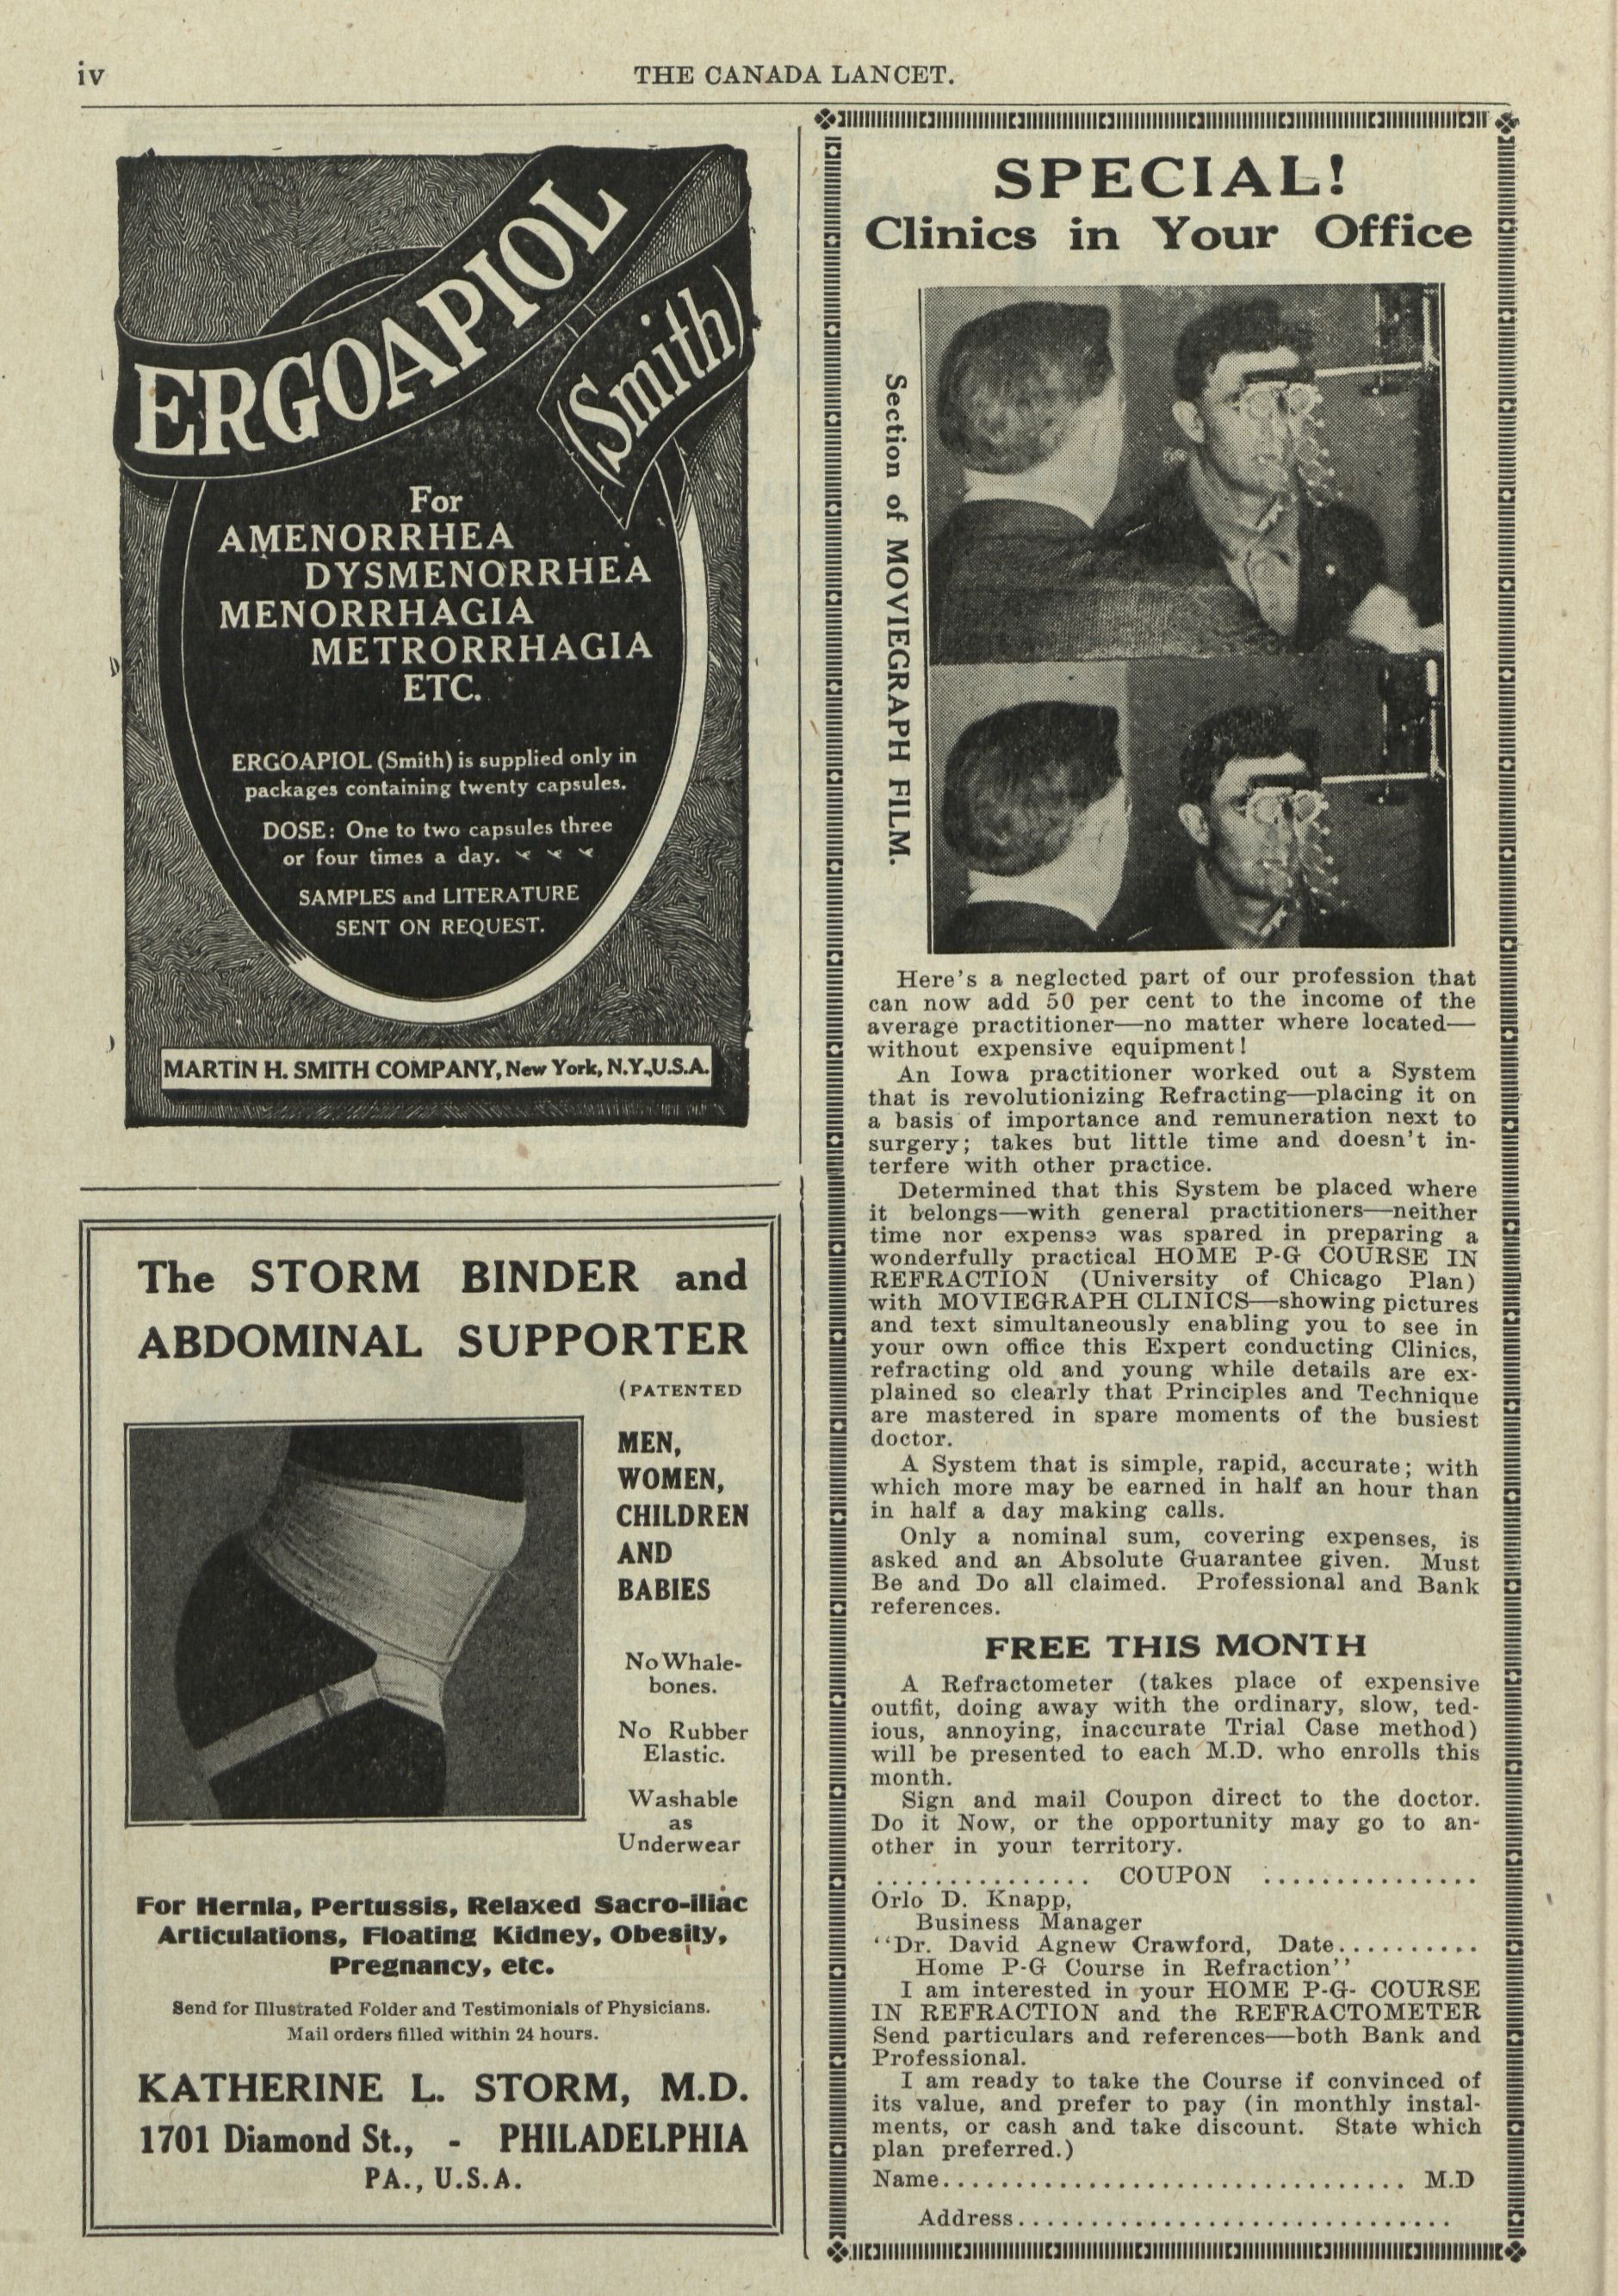 iv
THE CANADA LANCET.
ERGOAPIOL
(Smith)
For
AMENORRHEA
DYSMENORRHEA
MENORRHAGIA
METRORRHAGIA
ETC.
ERGOAPIOL (Smith) is supplied only in
packages containing twenty capsules.
DOSE: One to two capsules three
or four times a day.
SAMPLES and LITERATURE
SENT ON REQUEST.
MARTIN H. SMITH COMPANY, New York, N.Y., U.S.A.
The STORM BINDER and
ABDOMINAL SUPPORTER
(PATENTED
MEN,
WOMEN,
CHILDREN
AND
BABIES
No Whale-
bones.
No Rubber
Elastic.
Washable
as
Underwear
For Hernia, Pertussis, Relaxed Sacro-iliac
Articulations, Floating Kidney, Obesity,
Pregnancy, etc.
Send for Illustrated Folder and Testimonials of Physicians.
Mail orders filled within 24 hours.
KATHERINE L. STORM, M.D.
1701 Diamond St., - PHILADELPHIA
PA., U.S.A.
SPECIAL!
Clinics in Your Office
Section of MOVIEGRAPH FILM.
Here's a neglected part of our profession that
can now add 50 per cent to the income of the
average practitioner—no matter where located—
without expensive equipment!
An Iowa practitioner worked out a System
that is revolutionizing Refracting—placing it on
a basis of importance and remuneration next to
surgery; takes but little time and doesn't in-
terfere with other practice.
Determined that this System be placed where
it belongs—with general practitioners—neither
time nor expense was spared in preparing a
wonderfully practical HOME P-G COURSE IN
REFRACTION (University of Chicago Plan)
with MOVIEGRAPH CLINICS—showing pictures
and text simultaneously enabling you to see in
your own office this Expert conducting Clinics,
refracting old and young while details are ex-
plained so clearly that Principles and Technique
are mastered in spare moments of the busiest
doctor.
A System that is simple, rapid, accurate; with
which more may be earned in half an hour than
in half a day making calls.
Only a nominal sum, covering expenses, is
asked and an Absolute Guarantee given. Must
Be and Do all claimed. Professional and Bank
references.
FREE THIS MONTH
A Refractometer (takes place of expensive
outfit, doing away with the ordinary, slow, ted-
ious, annoying, inaccurate Trial Case method)
will be presented to each M.D. who enrolls this
month.
Sign and mail Coupon direct to the doctor.
Do it Now, or the opportunity may go to an-
other in your territory.
................ COUPON ................
Orlo D. Knapp,
Business Manager
"Dr. David Agnew Crawford, Date..........
Home P-G Course in Refraction"
I am interested in your HOME P-G- COURSE
IN REFRACTION and the REFRACTOMETER
Send particulars and references—both Bank and
Professional.
I am ready to take the Course if convinced of
its value, and prefer to pay (in monthly instal-
ments, or cash and take discount. State which
plan preferred.)
Name................................. M.D
Address...............................